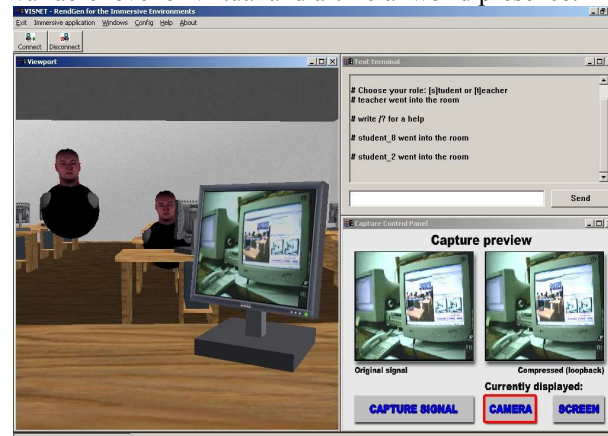 VISNET - RendGen for the Immersive Environments
Exit Immersive application Windows Config Help About
Connect Disconnect
Viewport
Text terminal
# Choose your role: [s]tudent or [t]eacher
# teacher went into the room
# write /? for a help
# student_8 went into the room
# student_2 went into the room
Send
Capture Control Panel
Capture preview
Original signal
Compressed (loopback)
Currently displayed:
CAPTURE SIGNAL
CAMERA
SCREEN